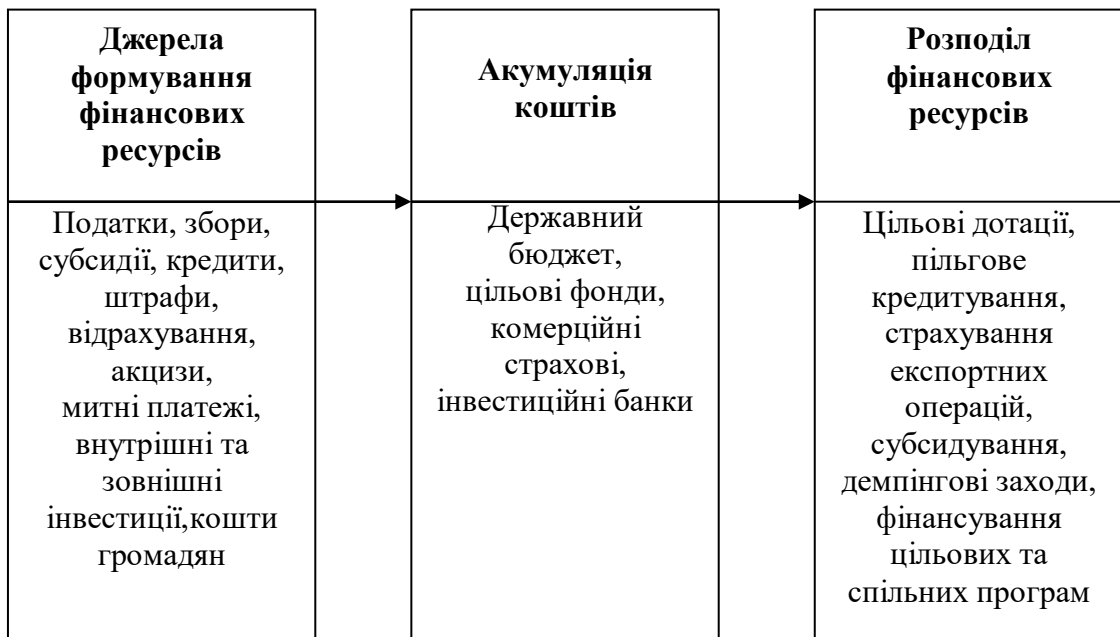 Джерела
формування
фінансових
ресурсів
Податки, збори,
субсидії, кредити,
штрафи,
відрахування,
акцизи,
митні платежі,
внутрішні та
зовнішні
інвестиції,кошти
громадян
Акумуляція
коштів
Державний
бюджет,
цільові фонди,
комерційні
страхові,
інвестиційні банки
Розподіл
фінансових
ресурсів
Цільові дотації,
пільгове
кредитування,
страхування
експортних
операцій,
субсидування,
демпінгові заходи,
фінансування
цільових та
спільних програм